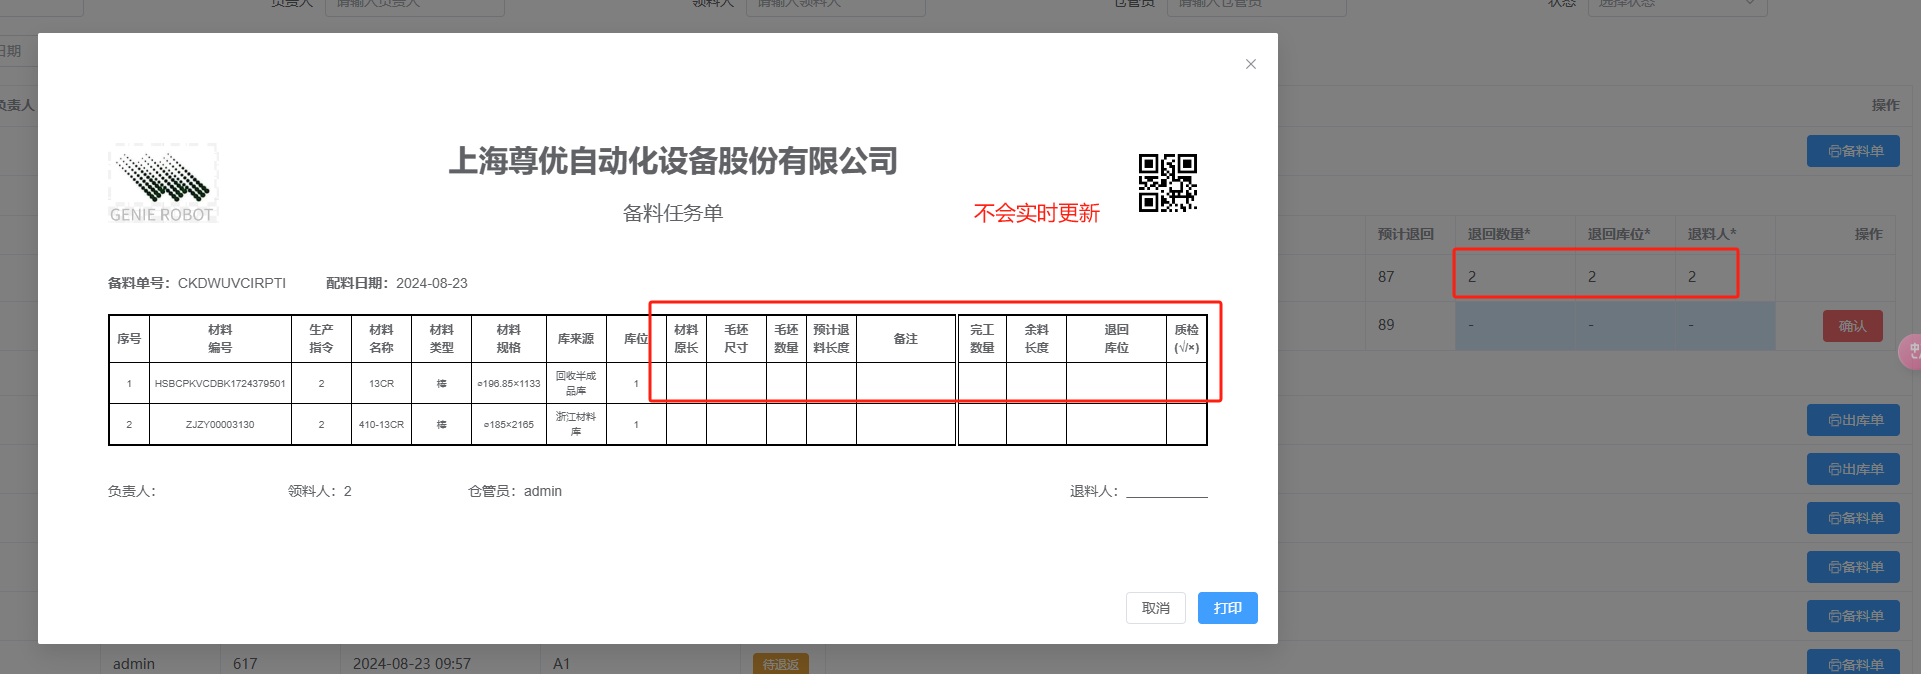 负责人 请输入负责人 领料人 请输入领料人 仓管员 请输入仓管员 状态 选择状态
日期
负责人 操作
备料单
GENIE ROBOT
上海尊优自动化设备股份有限公司
备料任务单
不会实时更新
备料单号：CKDWUVCIRPTI 配料日期：2024-08-23
序号 材料编号 生产指令 材料名称 材料类型 材料规格 库来源 库位 材料原长 毛坯尺寸 毛坯数量 预计退料长度 备注 完工数量 余料长度 退回库位 质检(√/×)
1 HSBCPKVCDBK1724379501 2 13CR 棒 ⌀196.85×1133 回收半成品库 1
2 ZJZY00003130 2 410-13CR 棒 ⌀185×2165 浙江材料库 1
负责人： 领料人：2 仓管员：admin 退料人：
取消 打印
预计退回 退回数量* 退回库位* 退料人* 操作
87 2 2 2
89 - - - 确认
出库单
出库单
备料单
备料单
备料单
admin 617 2024-08-23 09:57 A1 待退返 备料单